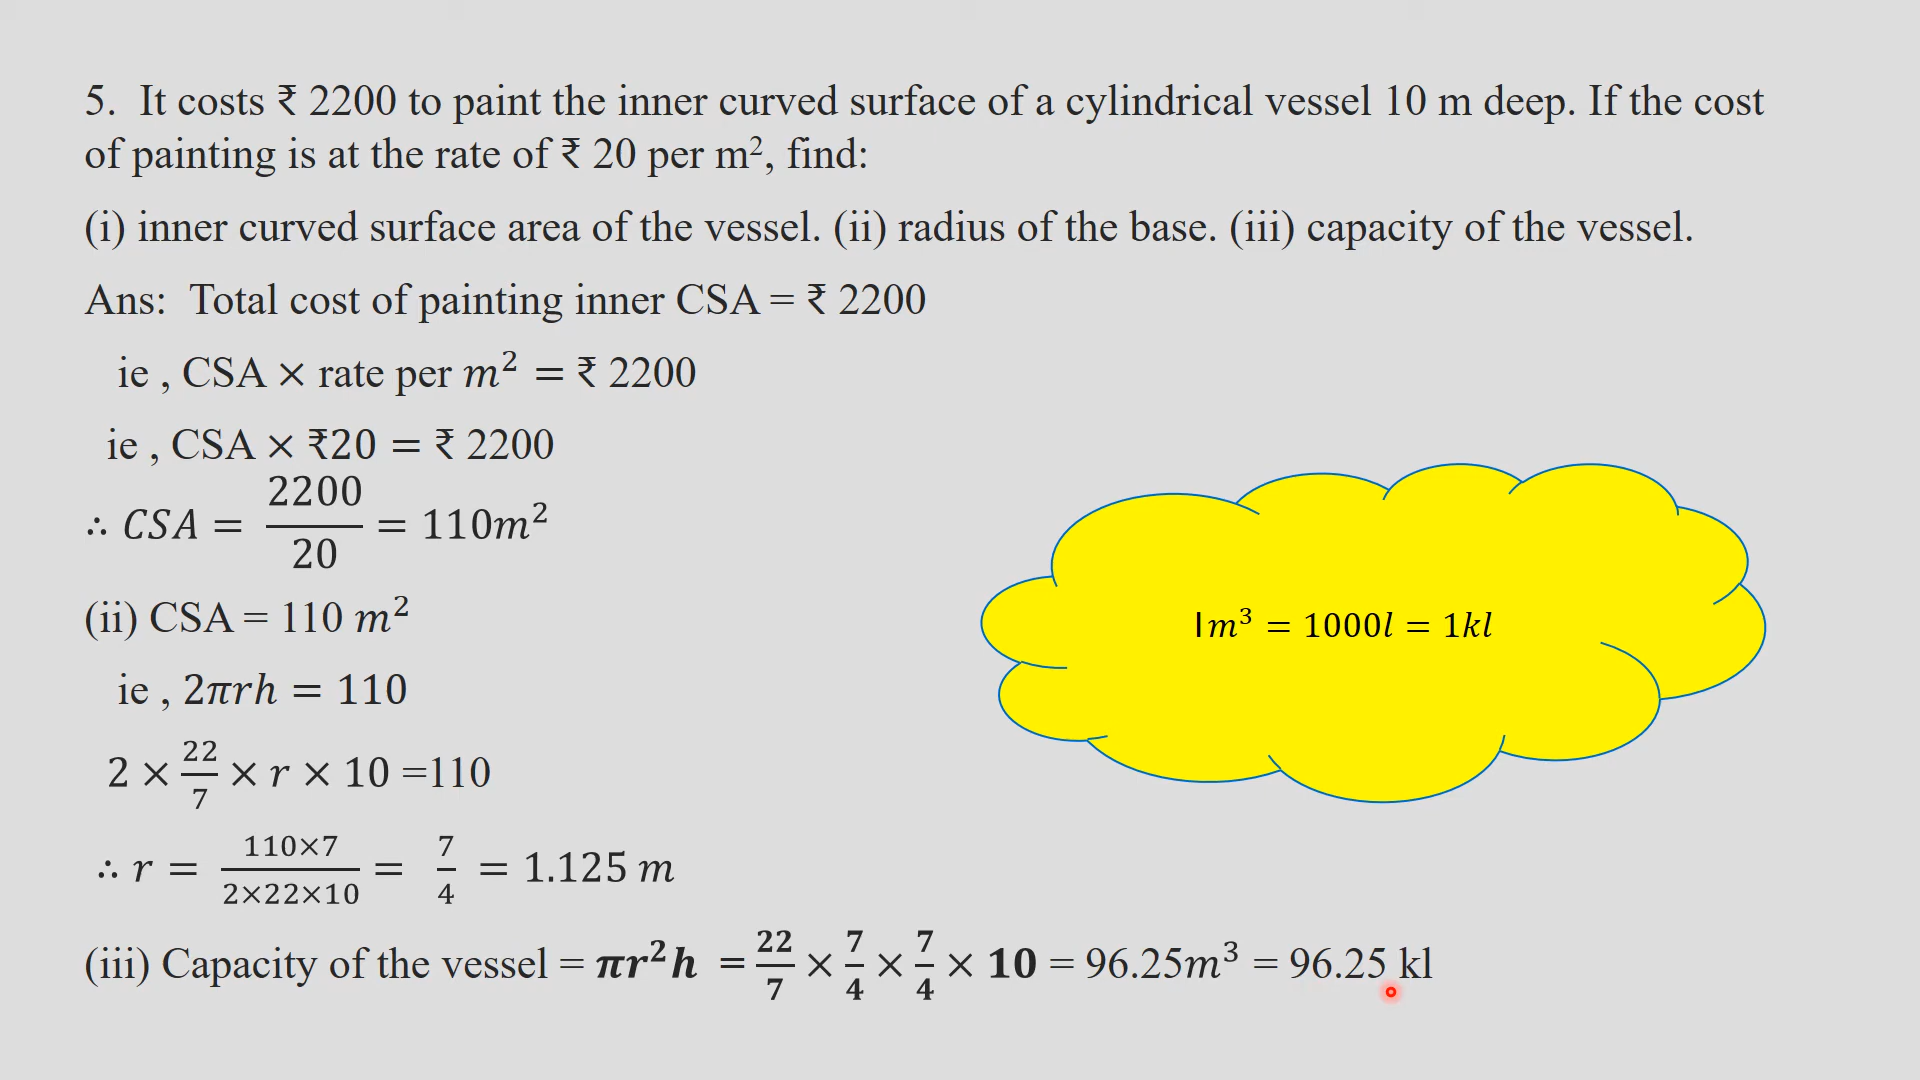 5. It costs ₹ 2200 to paint the inner curved surface of a cylindrical vessel 10 m deep. If the cost
of painting is at the rate of ₹ 20 per m², find:
(i) inner curved surface area of the vessel. (ii) radius of the base. (iii) capacity of the vessel.
Ans: Total cost of painting inner CSA = ₹ 2200
ie , CSA × rate per m² = ₹ 2200
ie , CSA × ₹20 = ₹ 2200
∴ CSA = 2200/20 = 110m²
(ii) CSA = 110 m²
ie , 2πrh = 110
2 × 22/7 × r × 10 =110
∴ r = 110×7/2×22×10 = 7/4 = 1.125 m
(iii) Capacity of the vessel = πr²h = 22/7 × 7/4 × 7/4 × 10 = 96.25m³ = 96.25 kl
lm³ = 1000l = 1kl